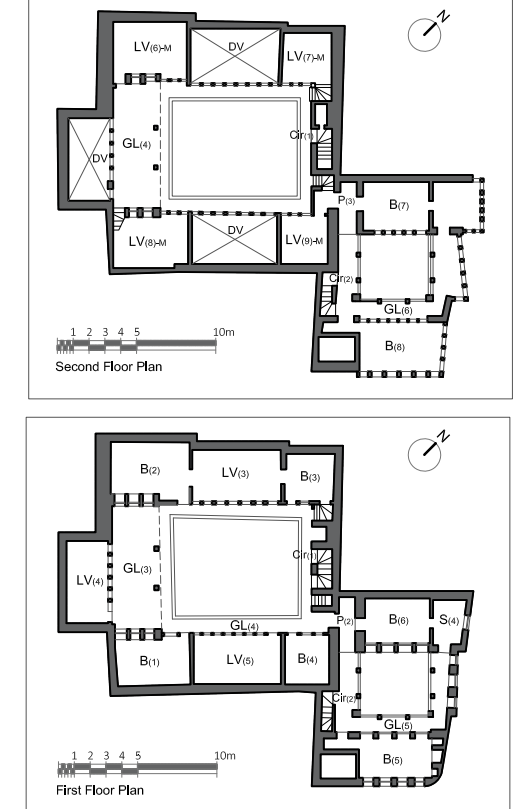 N
LV(6)-M
DV
LV(7)-M
Cir(1)
GL(4)
DV
P(3)
B(7)
LV(8)-M
DV
LV(9)-M
Cir(2)
GL(6)
B(8)
1 2 3 4 5 10m
Second Floor Plan
N
B(2)
LV(3)
B(3)
Cir(1)
LV(4)
GL(3)
GL(4)
P(2)
B(6)
S(4)
B(1)
LV(5)
B(4)
Cir(2)
GL(5)
B(5)
1 2 3 4 5 10m
First Floor Plan